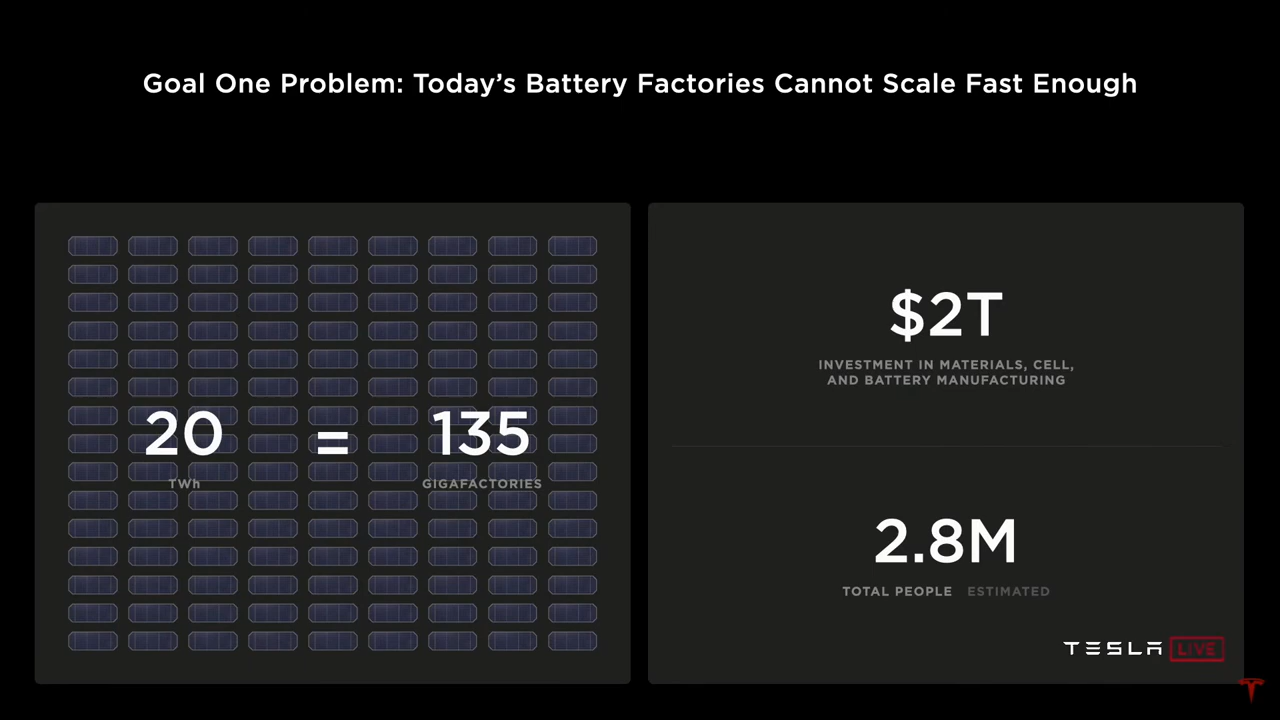 Goal One Problem: Today’s Battery Factories Cannot Scale Fast Enough
20 = 135
TWh GIGAFACTORIES
$2T
INVESTMENT IN MATERIALS, CELL,
AND BATTERY MANUFACTURING
2.8M
TOTAL PEOPLE ESTIMATED
TESLA LIVE